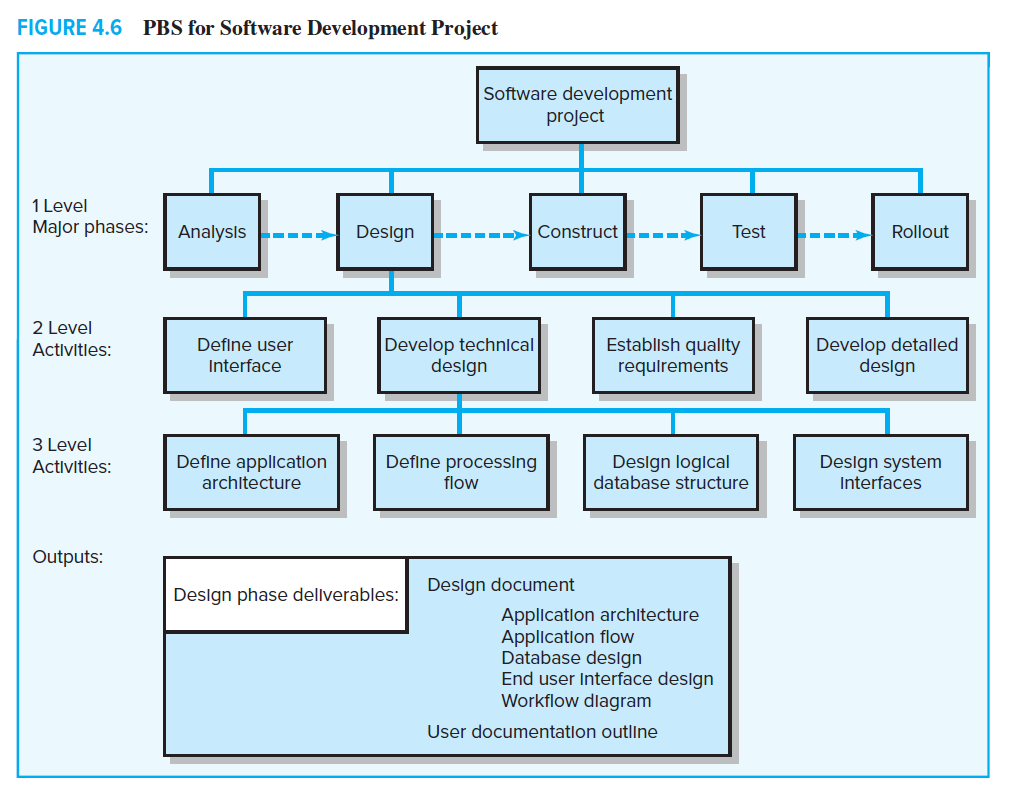 FIGURE 4.6 PBS for Software Development Project
Software development
project
1 Level
Major phases:
Analysis
Design
Construct
Test
Rollout
2 Level
Activities:
Define user
interface
Develop technical
design
Establish quality
requirements
Develop detailed
design
3 Level
Activities:
Define application
architecture
Define processing
flow
Design logical
database structure
Design system
interfaces
Outputs:
Design phase deliverables:
Design document
Application architecture
Application flow
Database design
End user interface design
Workflow diagram
User documentation outline